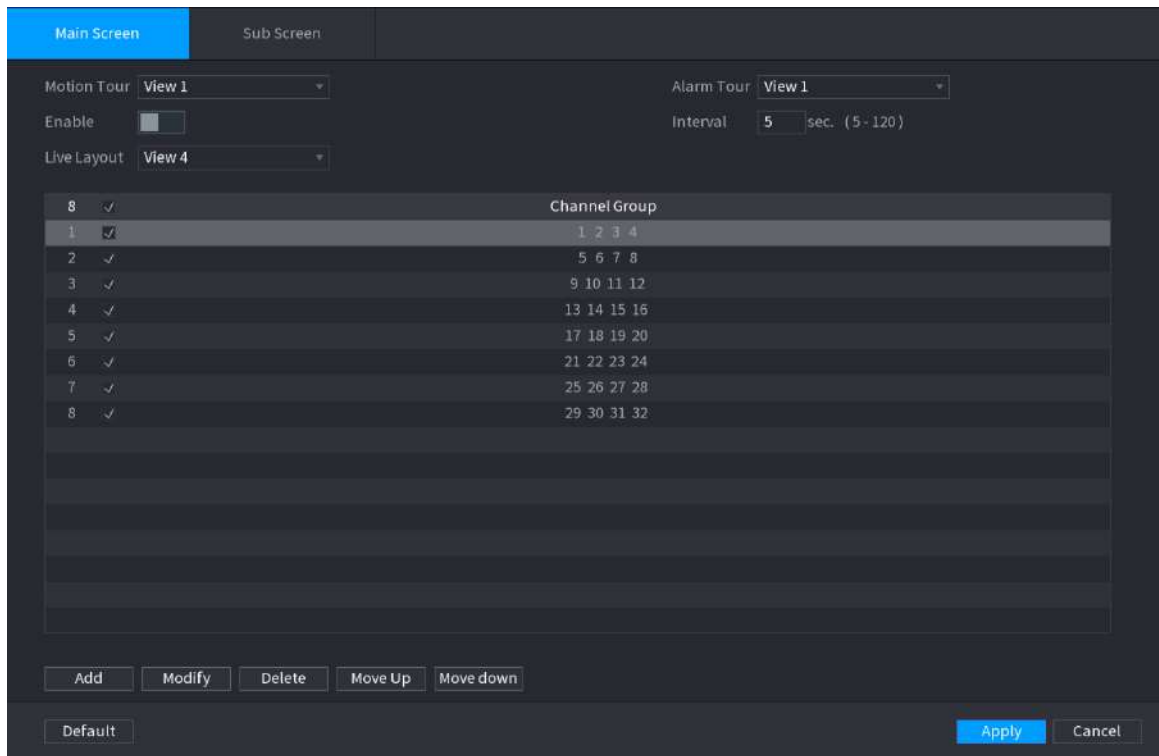 Main Screen Sub Screen
Motion Tour View 1 Alarm Tour View 1
Enable Interval 5 sec. (5-120)
Live Layout View 4
8 Channel Group
1 1 2 3 4
2 5 6 7 8
3 9 10 11 12
4 13 14 15 16
5 17 18 19 20
6 21 22 23 24
7 25 26 27 28
8 29 30 31 32
Add Modify Delete Move Up Move down
Default Apply Cancel